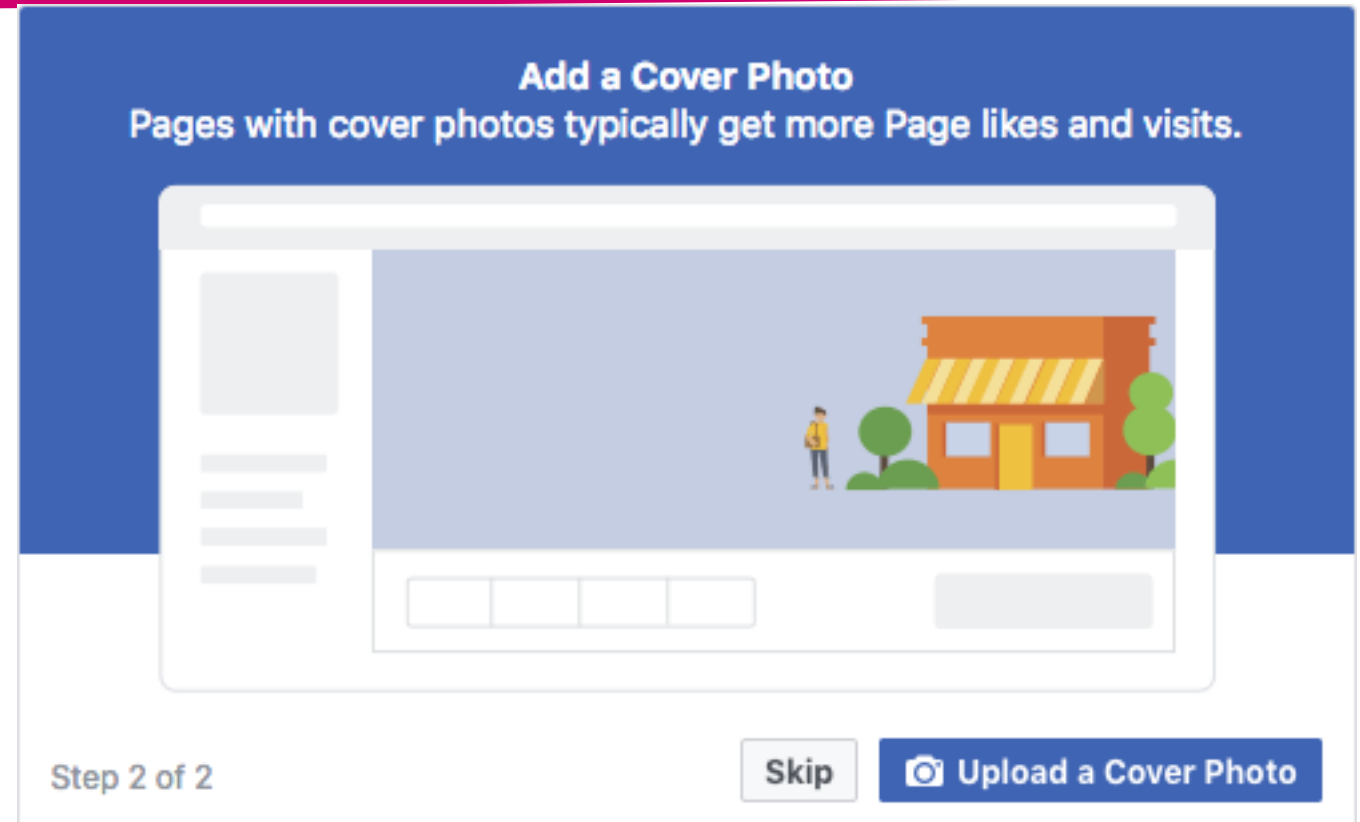 Add a Cover Photo
Pages with cover photos typically get more Page likes and visits.
Step 2 of 2
Skip
Upload a Cover Photo